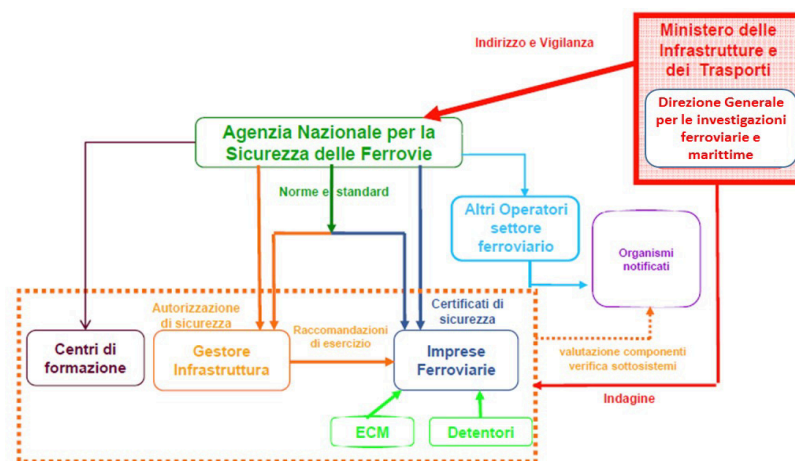 Indirizzo e Vigilanza
Ministero delle
Infrastrutture e
dei Trasporti
Direzione Generale
per le investigazioni
ferroviarie e
marittime
Agenzia Nazionale per la
Sicurezza delle Ferrovie
Norme e standard
Altri Operatori
settore
ferroviario
Organismi
notificati
Autorizzazione
di sicurezza
Certificati di
sicurezza
Centri di
formazione
Gestore
Infrastruttura
Raccomandazioni
di esercizio
Imprese
Ferroviarie
valutazione componenti
verifica sottosistemi
Indagine
ECM
Detentori